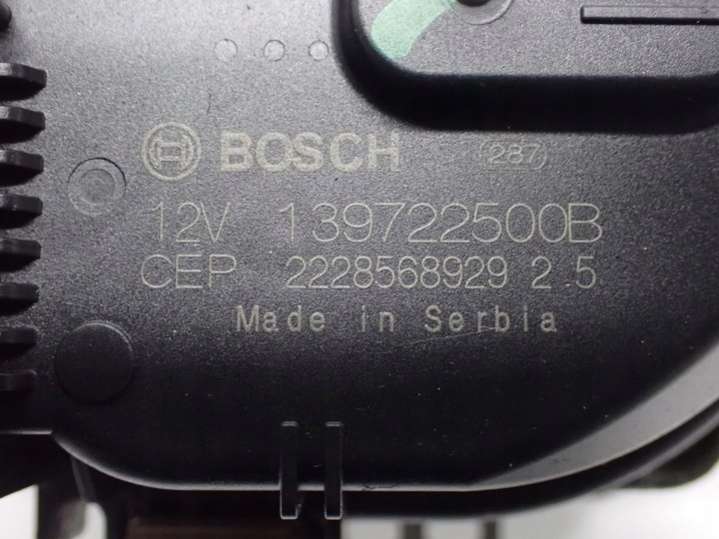 BOSCH 287
12V 139722500B
CEP 2228568929 2.5
Made in Serbia